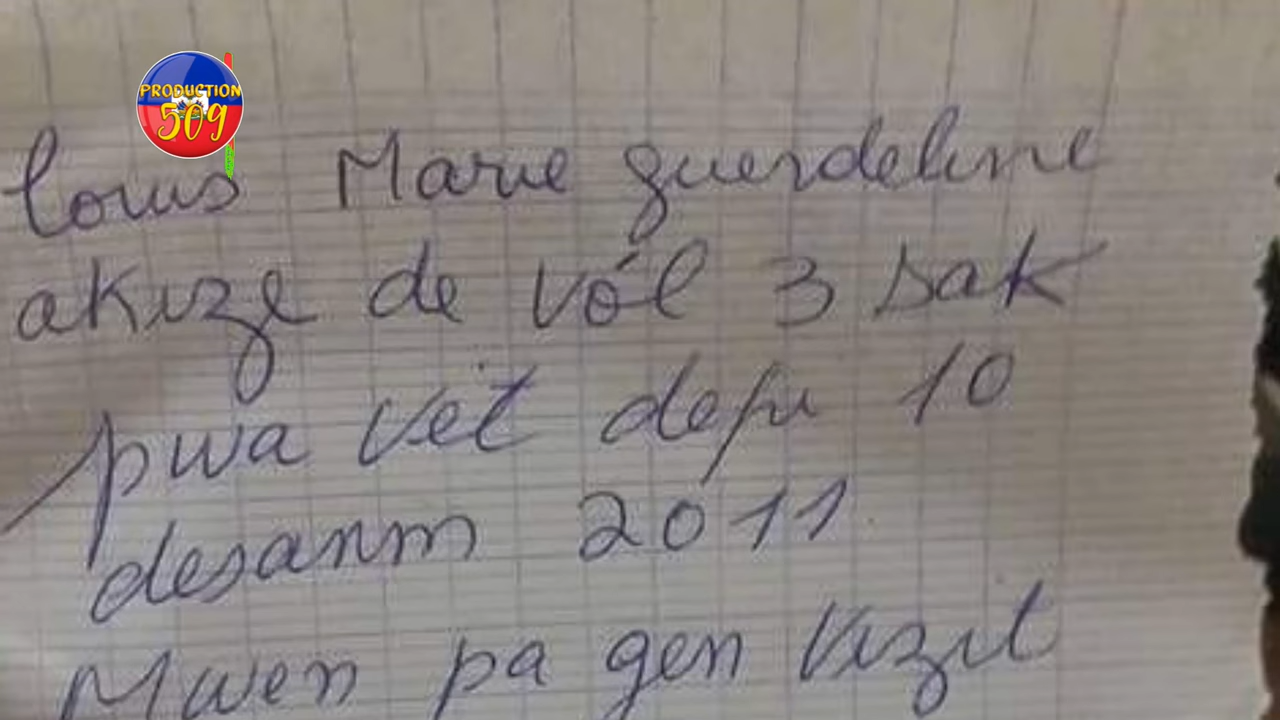 PRODUCTION
509
louis Marie guerdeline
akize de vól 3 sak
pwa vèt depi 10
desanm 2011
Mwen pa gen vizit